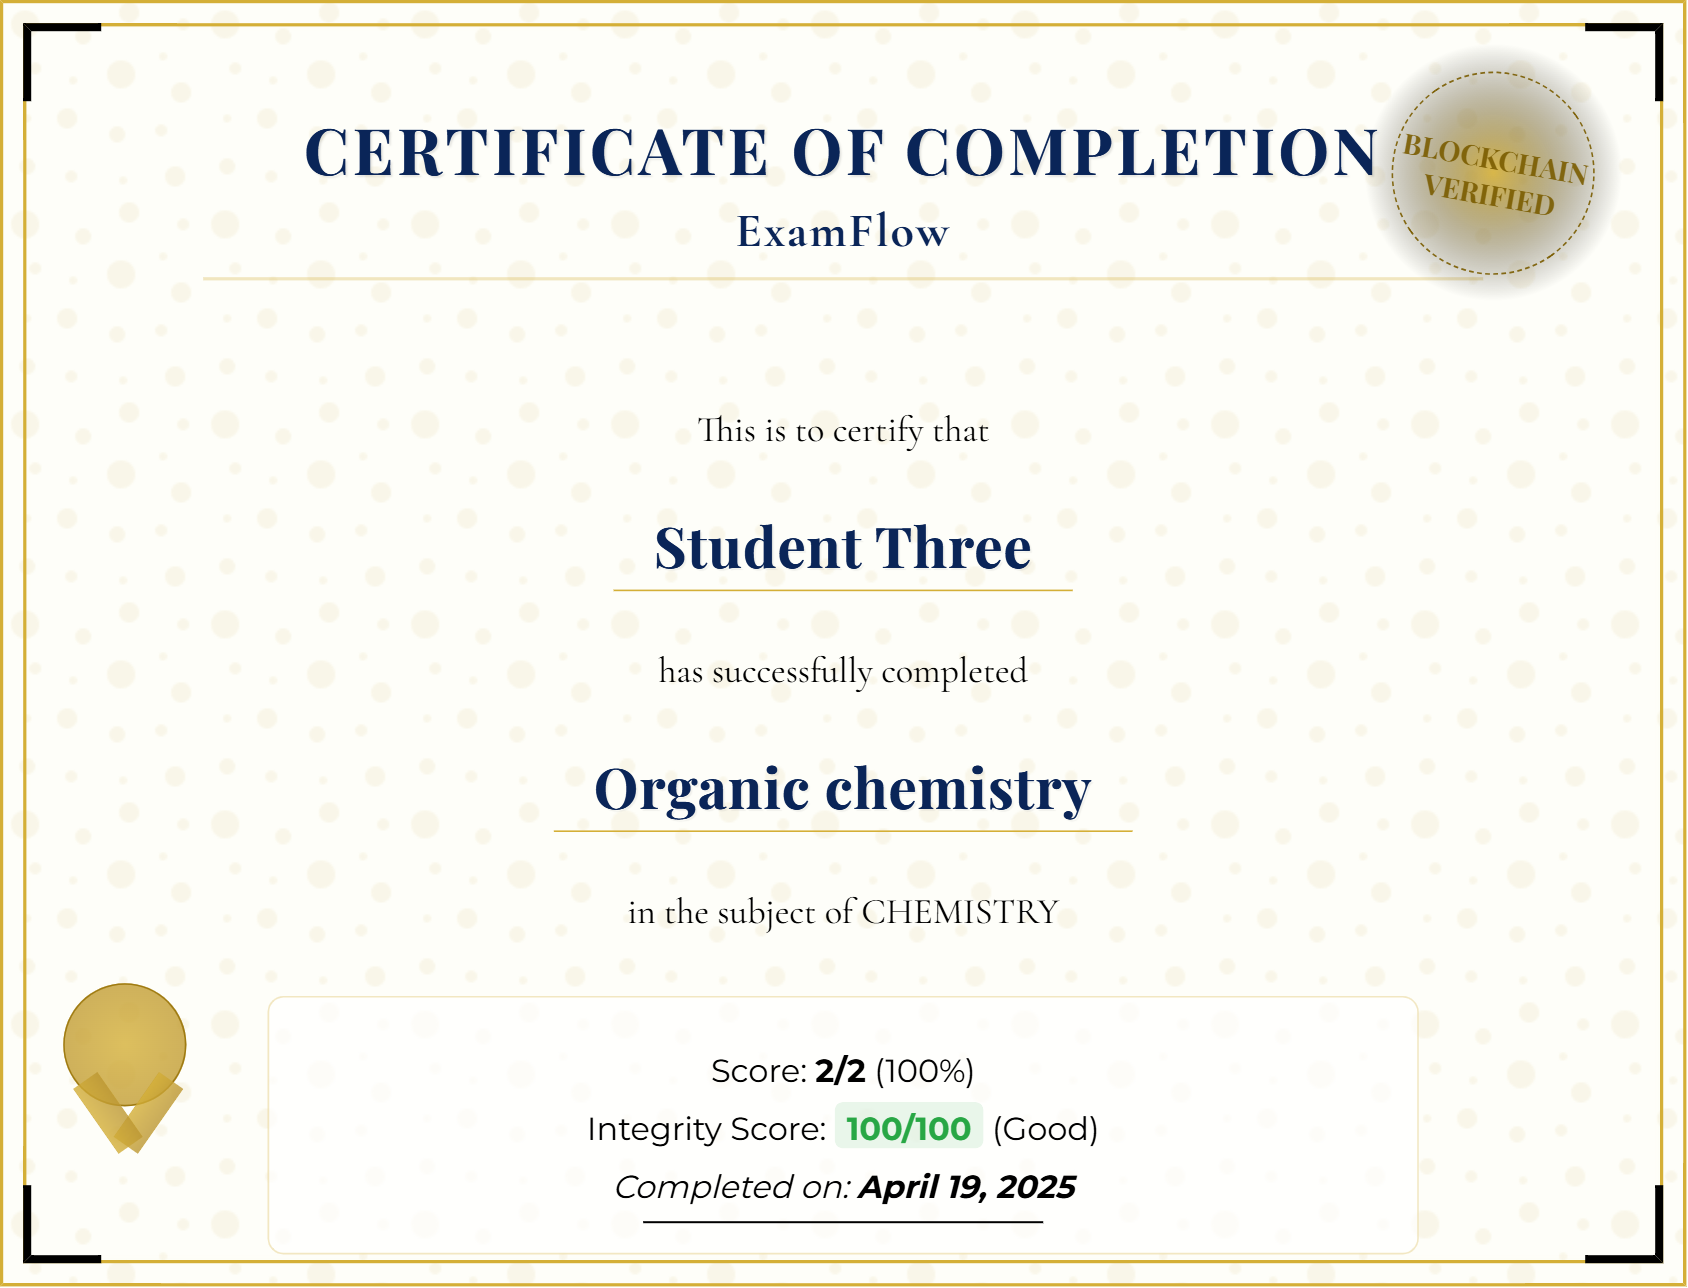 CERTIFICATE OF COMPLETION
BLOCKCHAIN
VERIFIED
ExamFlow
This is to certify that
Student Three
has successfully completed
Organic chemistry
in the subject of CHEMISTRY
Score: 2/2 (100%)
Integrity Score: 100/100 (Good)
Completed on: April 19, 2025